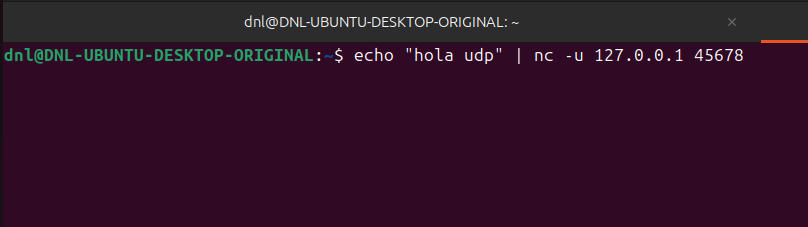 dnl@DNL-UBUNTU-DESKTOP-ORIGINAL: ~
dnl@DNL-UBUNTU-DESKTOP-ORIGINAL:~$ echo "hola udp" | nc -u 127.0.0.1 45678